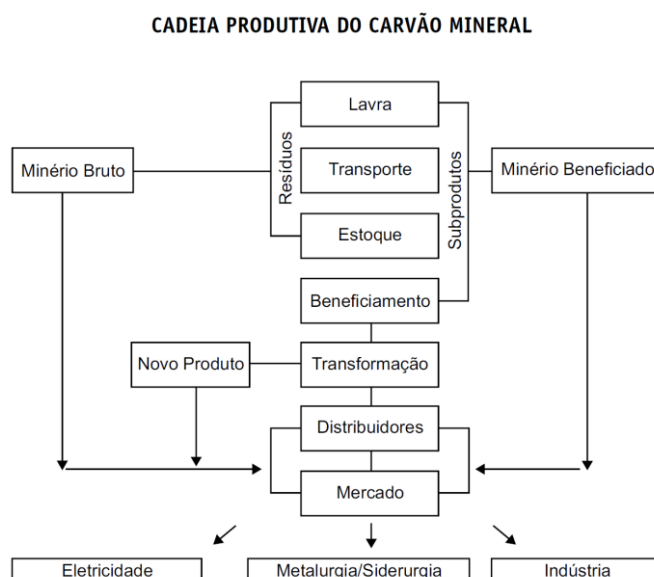 CADEIA PRODUTIVA DO CARVÃO MINERAL
Lavra
Minério Bruto
Resíduos
Transporte
Subprodutos
Minério Beneficiado
Estoque
Beneficiamento
Novo Produto
Transformação
Distribuidores
Mercado
Eletricidade
Metalurgia/Siderurgia
Indústria